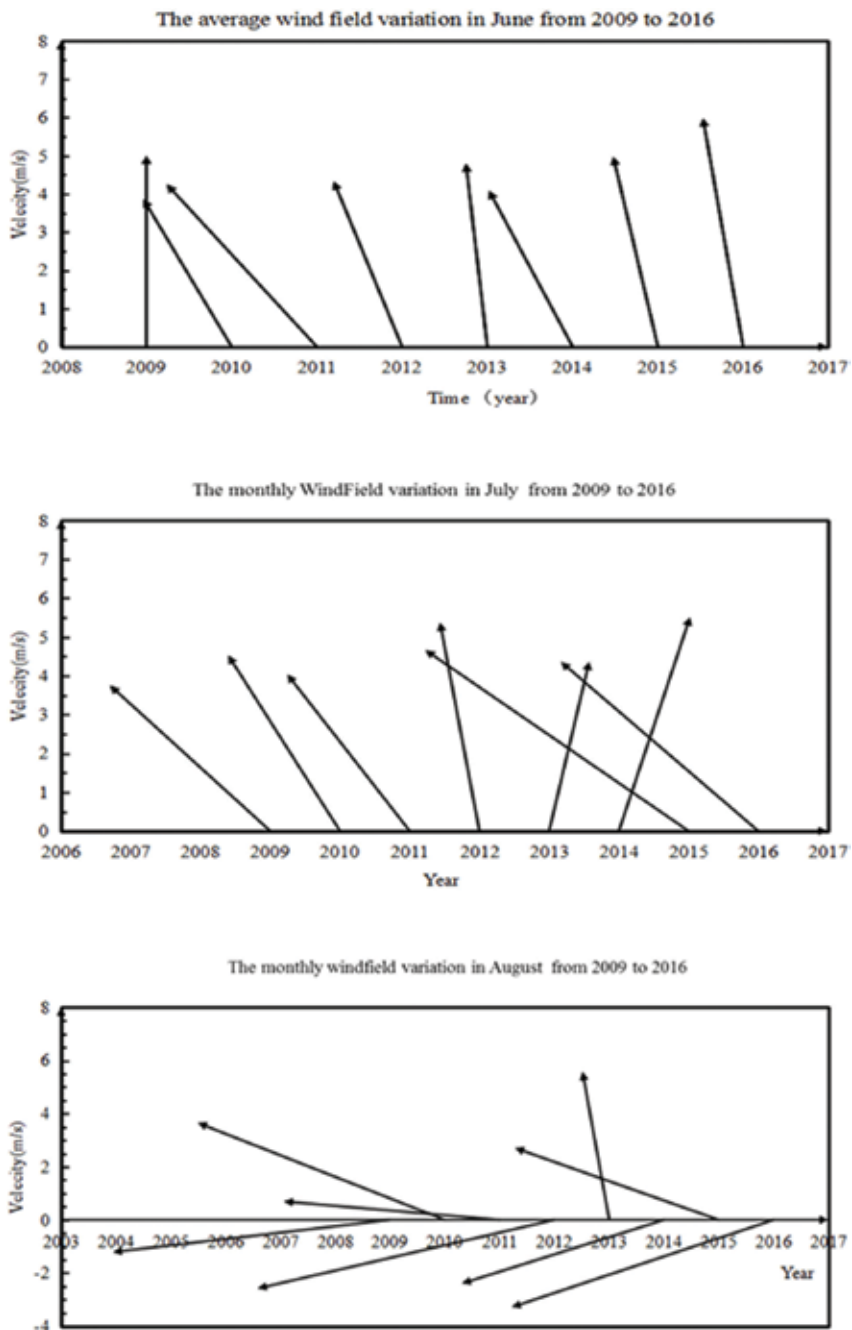 The average wind field variation in June from 2009 to 2016
8
7
6
5
4
3
2
1
0
Velecity(m/s)
2008 2009 2010 2011 2012 2013 2014 2015 2016 2017
Time （year）
The monthly WindField variation in July from 2009 to 2016
8
7
6
5
4
3
2
1
0
Velecity(m/s)
2006 2007 2008 2009 2010 2011 2012 2013 2014 2015 2016 2017
Year
The monthly windfield variation in August from 2009 to 2016
8
6
4
2
0
-2
-4
Velecity(m/s)
2003 2004 2005 2006 2007 2008 2009 2010 2011 2012 2013 2014 2015 2016 2017
Year